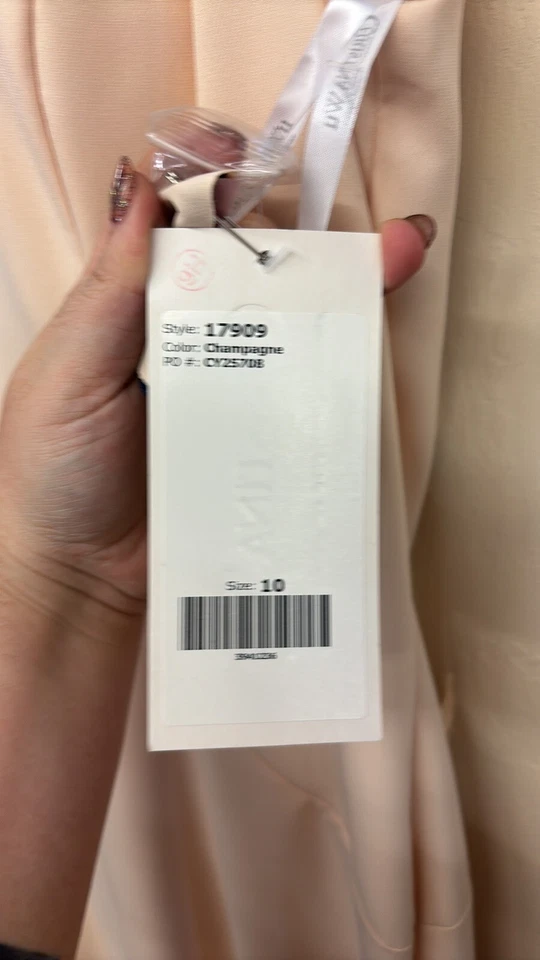 Style: 17909
Color: Champagne
PO #: CY25708
Size: 10